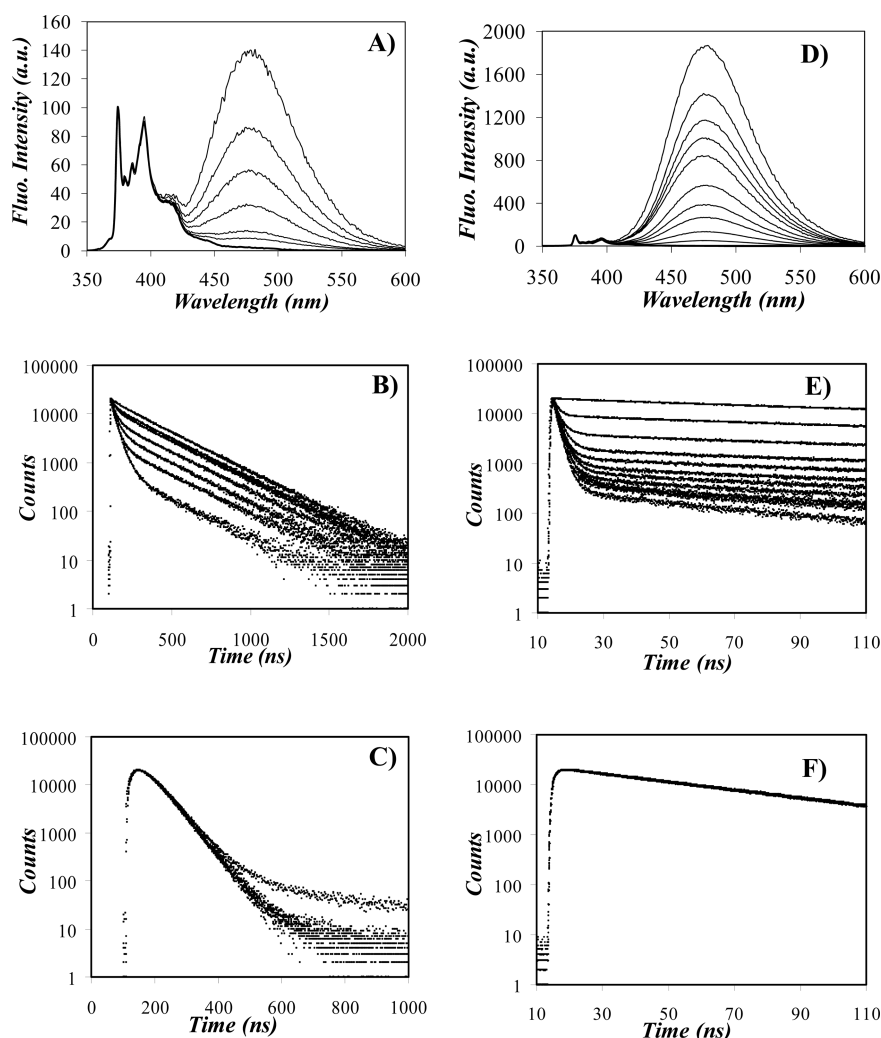 A)
Fluo. Intensity (a.u.)
160
140
120
100
80
60
40
20
0
350 400 450 500 550 600
Wavelength (nm)
D)
Fluo. Intensity (a.u.)
2000
1600
1200
800
400
0
350 400 450 500 550 600
Wavelength (nm)
B)
Counts
100000
10000
1000
100
10
1
0 500 1000 1500 2000
Time (ns)
E)
Counts
100000
10000
1000
100
10
1
10 30 50 70 90 110
Time (ns)
C)
Counts
100000
10000
1000
100
10
1
0 200 400 600 800 1000
Time (ns)
F)
Counts
100000
10000
1000
100
10
1
10 30 50 70 90 110
Time (ns)